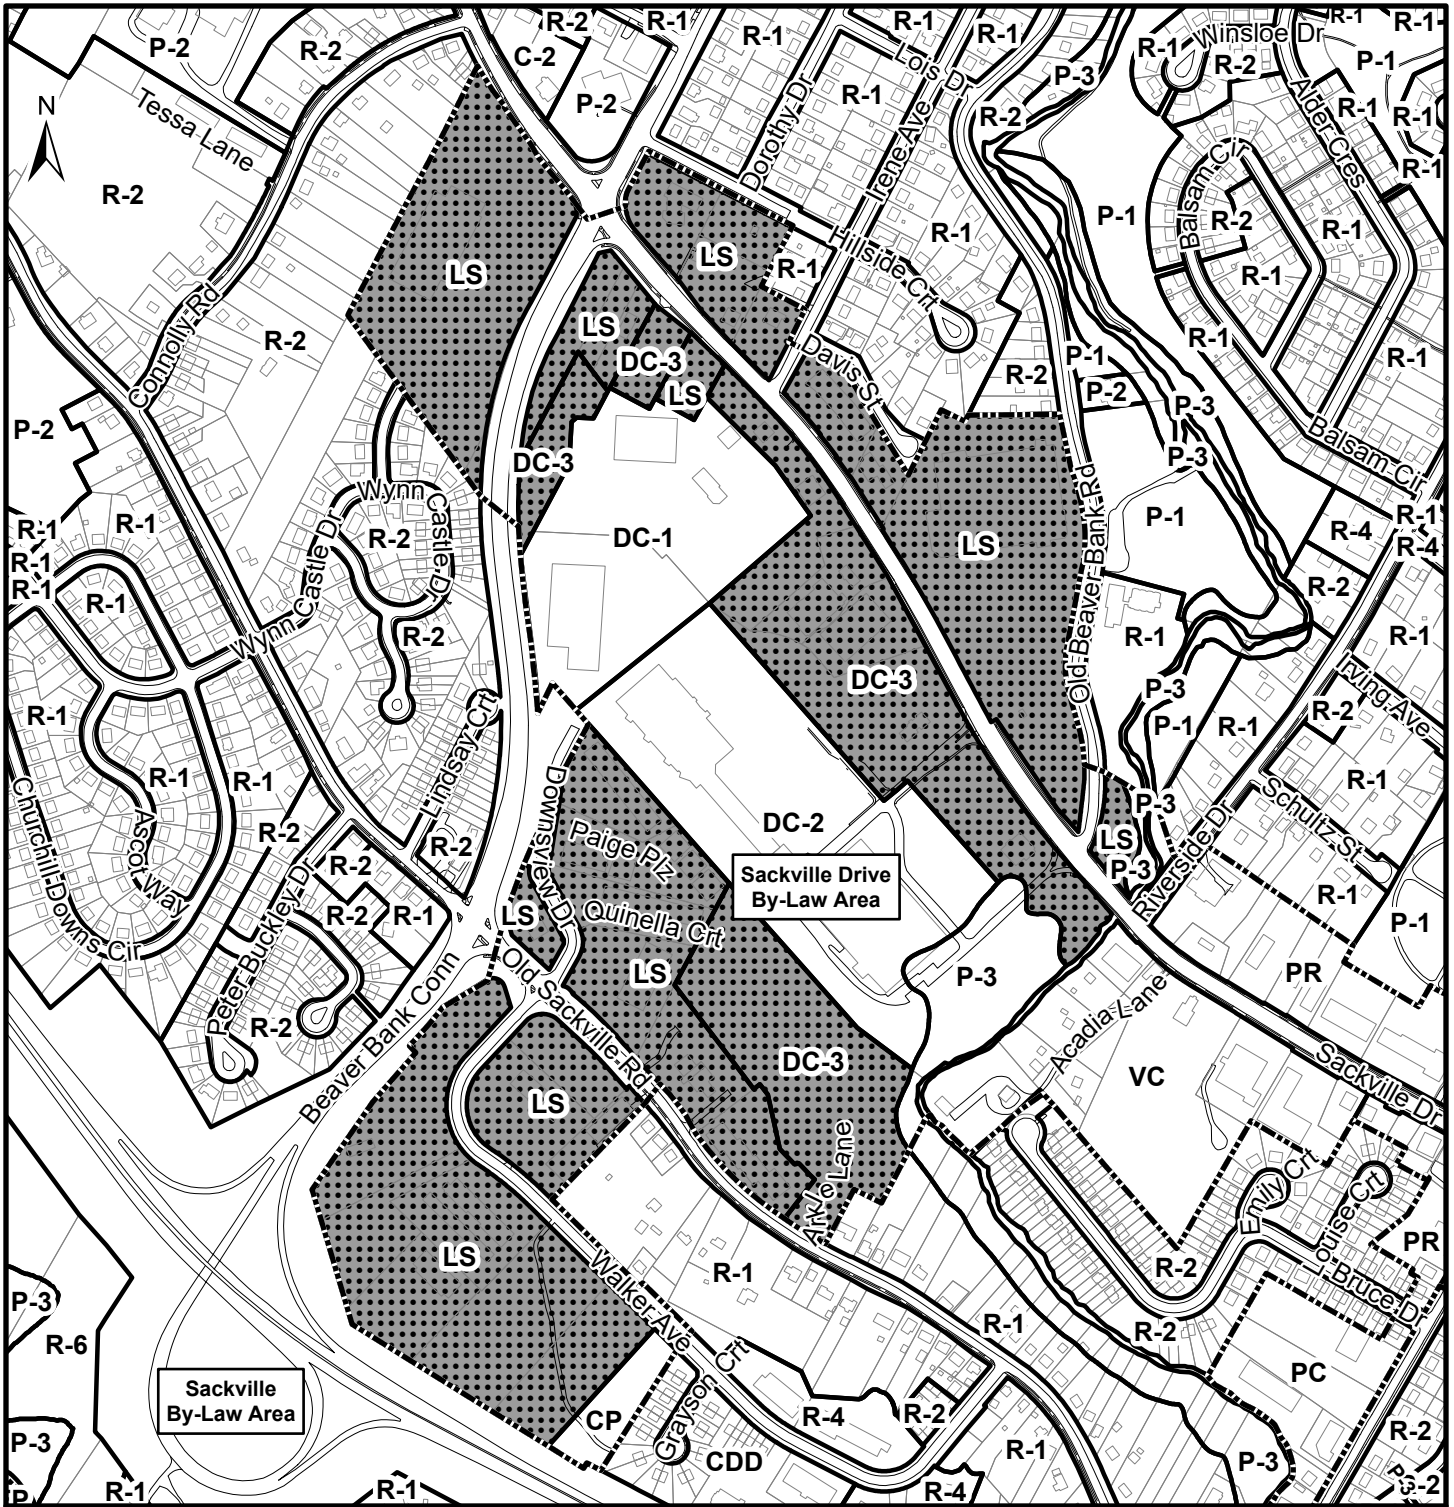 R-2
R-1
R-1
R-1
R-1
R-1
R-1
P-2
R-2
C-2
R-1
Winsloe Dr
R-2
P-1
Lois Dr
P-3
N
Tessa Lane
P-2
Dorothy Dr
R-1
Irene Ave
R-2
Alder Cres
R-1
R-1
R-1
R-2
P-1
Balsam Cir
R-2
R-1
LS
LS
R-1
Hillside Crt
R-1
R-1
Connolly Rd
R-2
LS
DC-3
LS
Davis St
R-2
P-1
P-2
R-1
R-1
P-3
P-3
Balsam Cir
P-2
DC-3
Wynn Castle Dr
Wynn Castle Dr
R-2
R-1
R-1
R-1
R-1
R-1
DC-1
LS
Old Beaver Bank Rd
P-1
R-4
R-1
R-4
R-2
Wynn Castle Dr
R-2
R-1
R-1
DC-3
P-3
Irving Ave
R-2
P-1
R-1
R-1
Lindsay Crt
R-1
R-1
Churchill Downs Cir
Ascot Way
R-2
R-2
Downsview Dr
Paige Plz
DC-2
P-3
LS
P-3
Riverside Dr
Schultz St
R-1
Sackville Drive
By-Law Area
R-2
R-2
R-1
Peter Buckley Dr
LS
Quinella Crt
Old Sackville Rd
LS
P-3
PR
P-1
R-2
Beaver Bank Conn
Acadia Lane
VC
Sackville Dr
DC-3
LS
Arkle Lane
Emily Crt
Louise Crt
PR
LS
Walker Ave
R-1
R-2
Bruce Dr
R-1
R-2
P-3
R-6
PC
Sackville
By-Law Area
CP
Grayson Crt
R-4
R-2
R-1
CDD
P-3
R-2
P-3
R-1
R-1
R-4